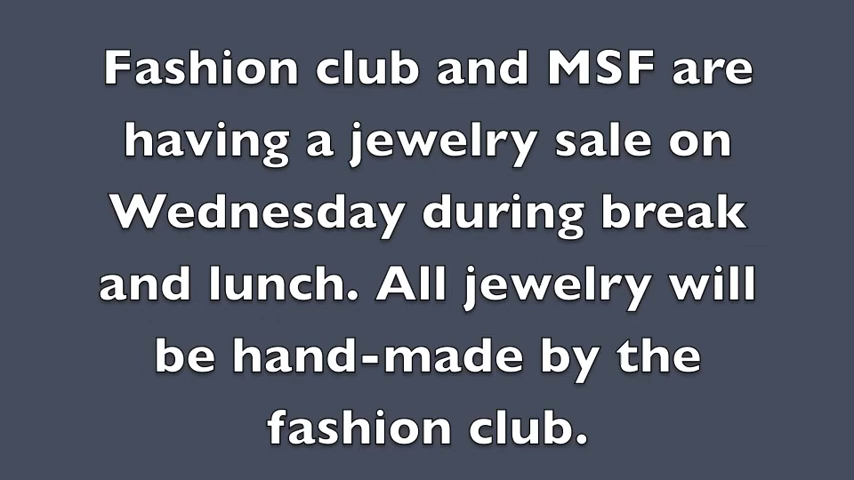 Fashion club and MSF are
having a jewelry sale on
Wednesday during break
and lunch. All jewelry will
be hand-made by the
fashion club.